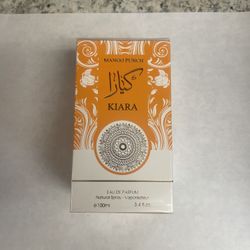 MANGO PUNCH
كيارا
KIARA
EAU DE PARFUM
Natural Spray - Vaporisateur
℮100ml 3.4 fl.oz.